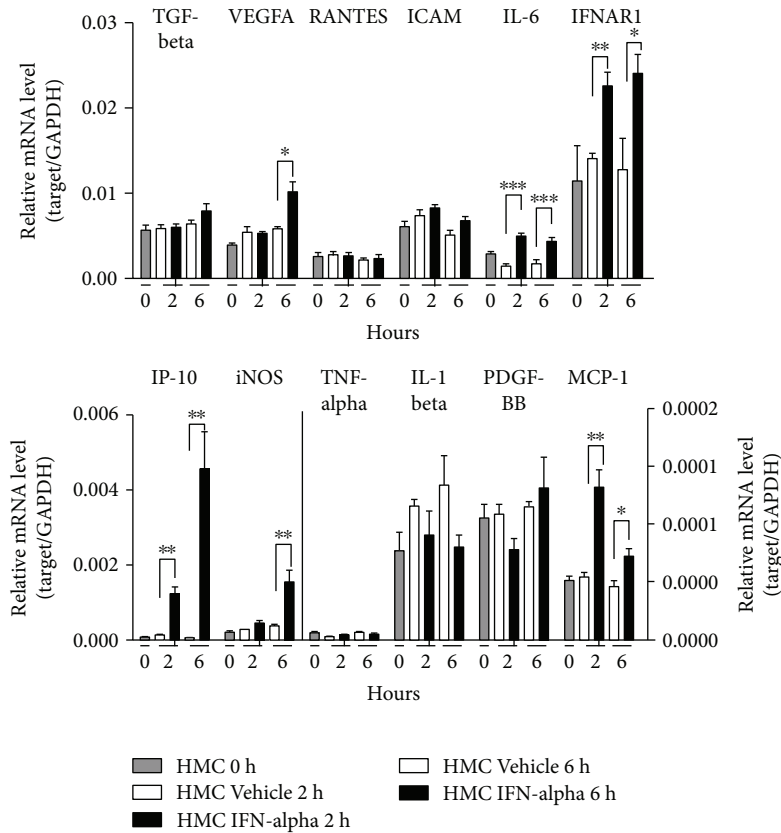 TGF-
beta
VEGFA
RANTES
ICAM
IL-6
IFNAR1
Relative mRNA level
(target/GAPDH)
0.03
0.02
0.01
0.00
*
***
***
**
*
0 2 6 0 2 6 0 2 6 0 2 6 0 2 6 0 2 6
Hours
IP-10
iNOS
TNF-
alpha
IL-1
beta
PDGF-
BB
MCP-1
Relative mRNA level
(target/GAPDH)
0.006
0.004
0.002
0.000
**
**
**
**
*
0.0002
0.0001
0.0001
0.0000
0.0000
Relative mRNA level
(target/GAPDH)
0 2 6 0 2 6 0 2 6 0 2 6 0 2 6 0 2 6
Hours
HMC 0 h
HMC Vehicle 2 h
HMC IFN-alpha 2 h
HMC Vehicle 6 h
HMC IFN-alpha 6 h